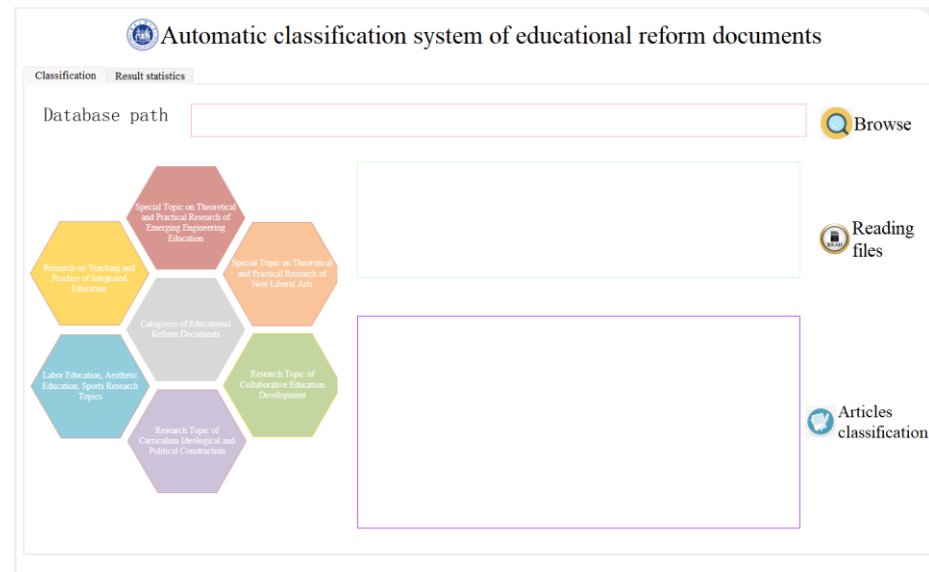 Automatic classification system of educational reform documents
Classification
Result statistics
Database path
Browse
Special Topic on Theoretical
and Practical Research of
Emerging Engineering
Education
Research on Teaching and
Practice of Integrated
Education
Special Topic on Theoretical
and Practical Research of
New Liberal Arts
Categories of Educational
Reform Documents
Labor Education, Aesthetic
Education, Sports Research
Topics
Research Topic of
Collaborative Education
Development
Research Topic of
Curriculum Ideological and
Political Construction
READ
Reading
files
Articles
classification